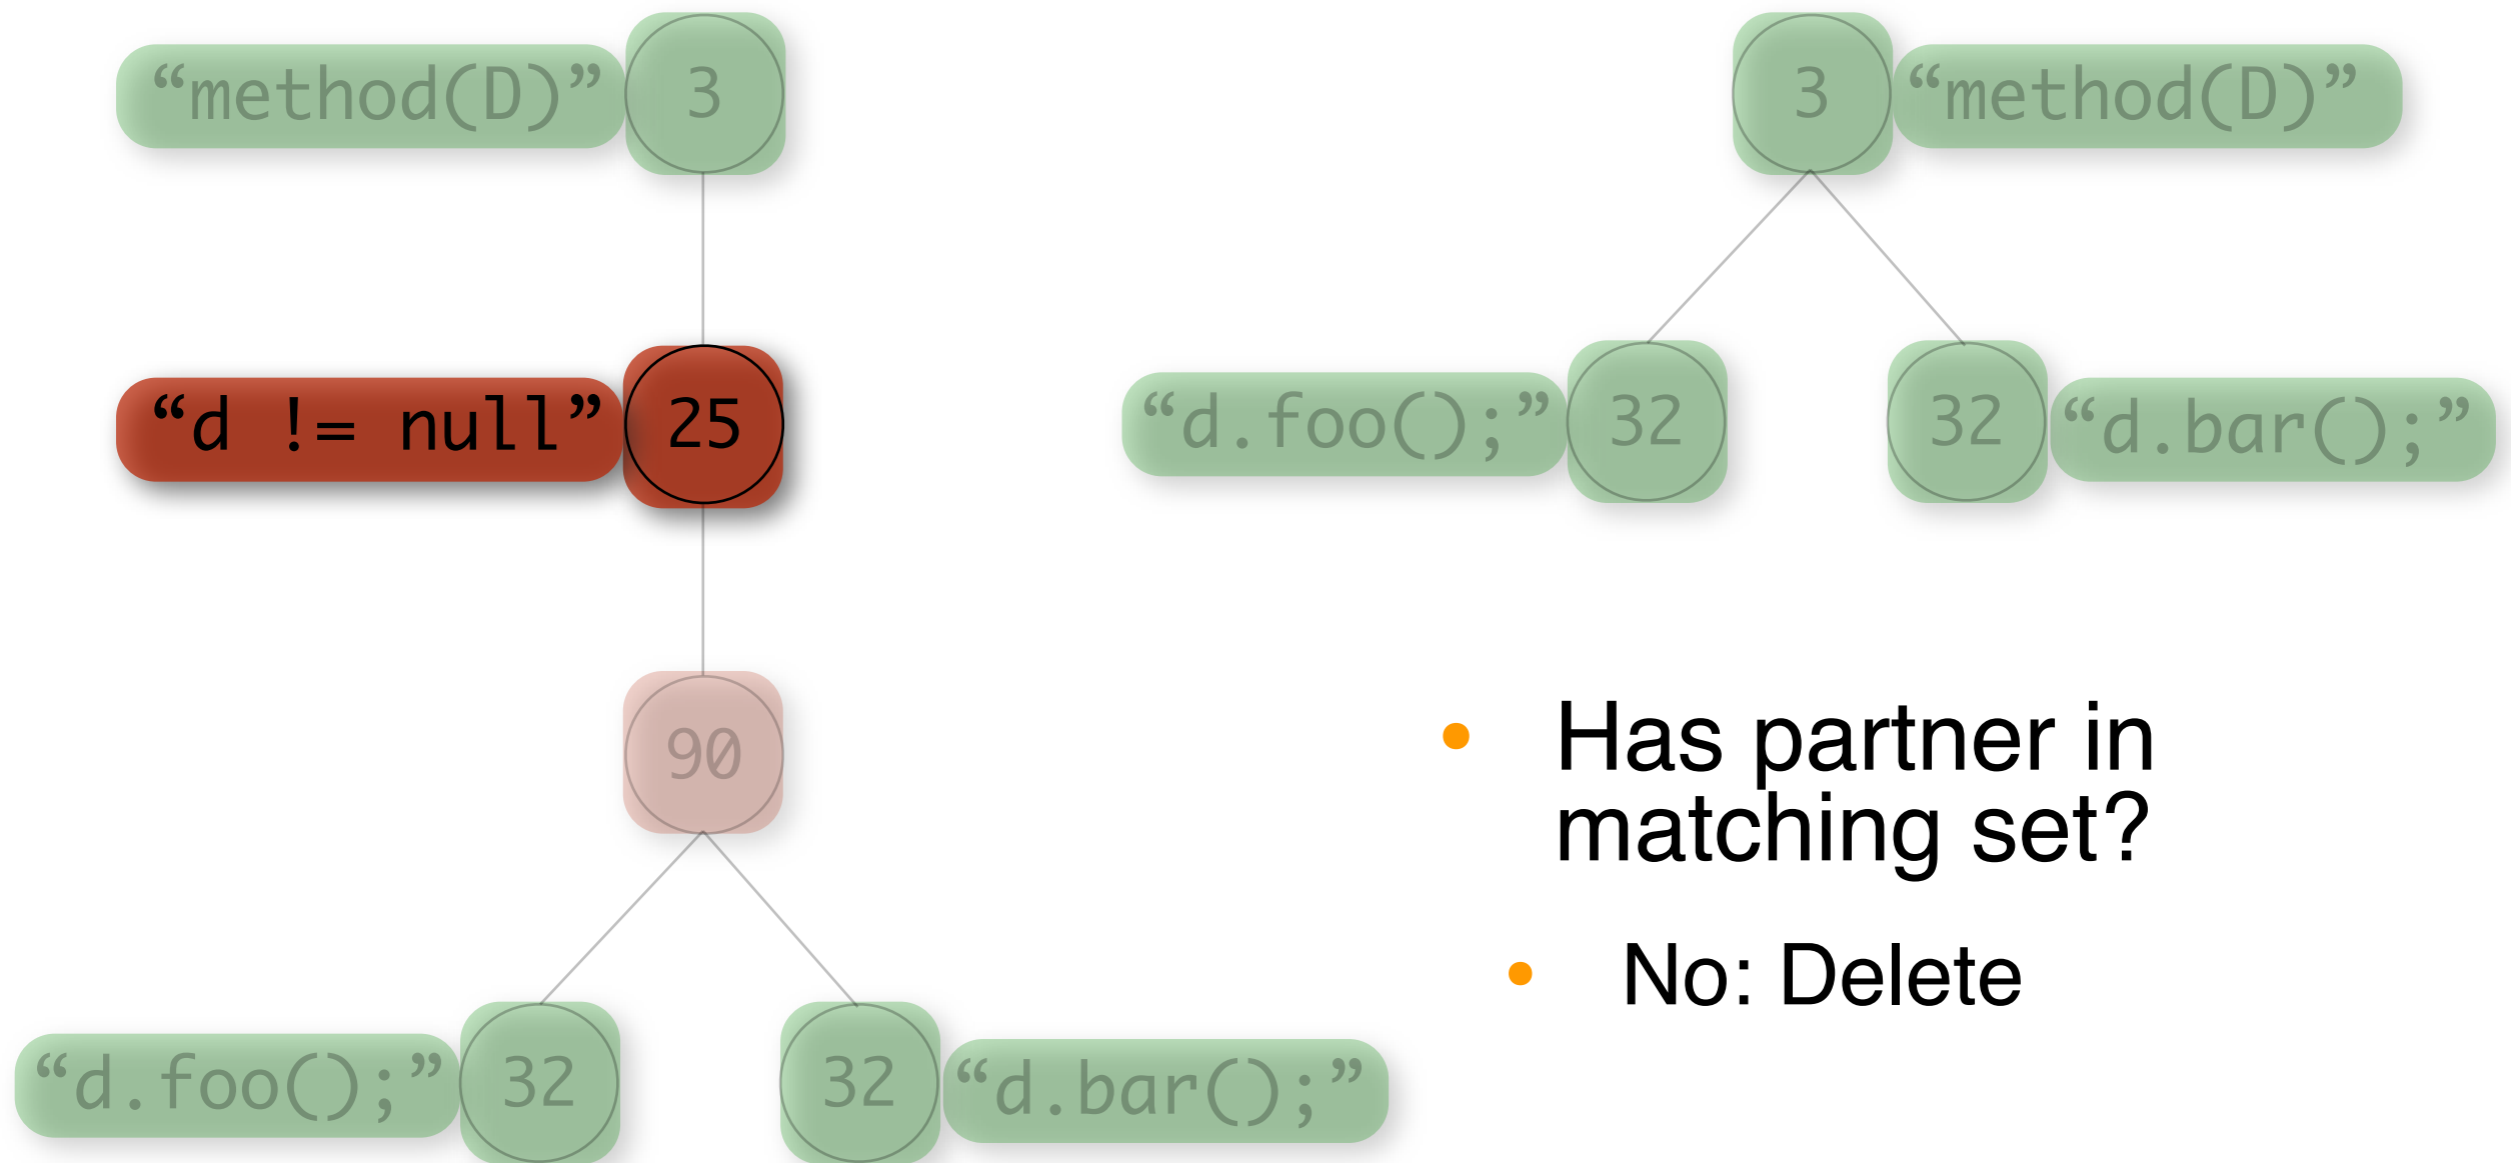 “method(D)” 3
3 “method(D)”
“d != null” 25
“d.foo();” 32
32 “d.bar();”
90
• Has partner in
matching set?
• No: Delete
“d.foo();” 32
32 “d.bar();”